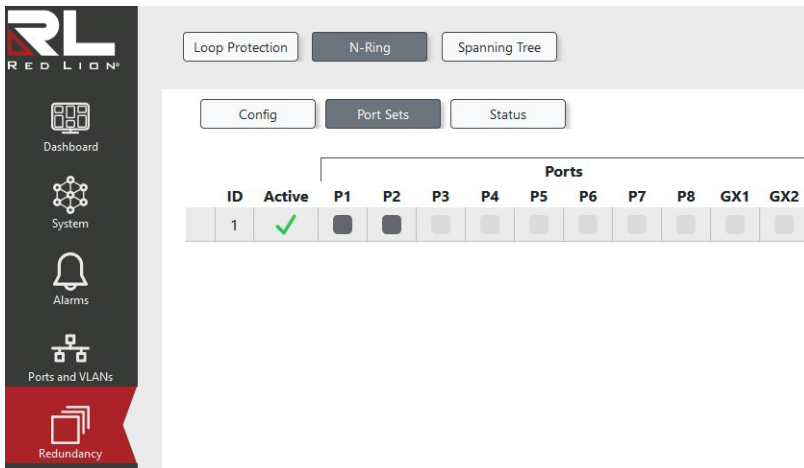 RL
RED LION®
Loop Protection N-Ring Spanning Tree
Config Port Sets Status
Dashboard
System
Alarms
Ports and VLANs
Redundancy
Ports
ID Active P1 P2 P3 P4 P5 P6 P7 P8 GX1 GX2
1